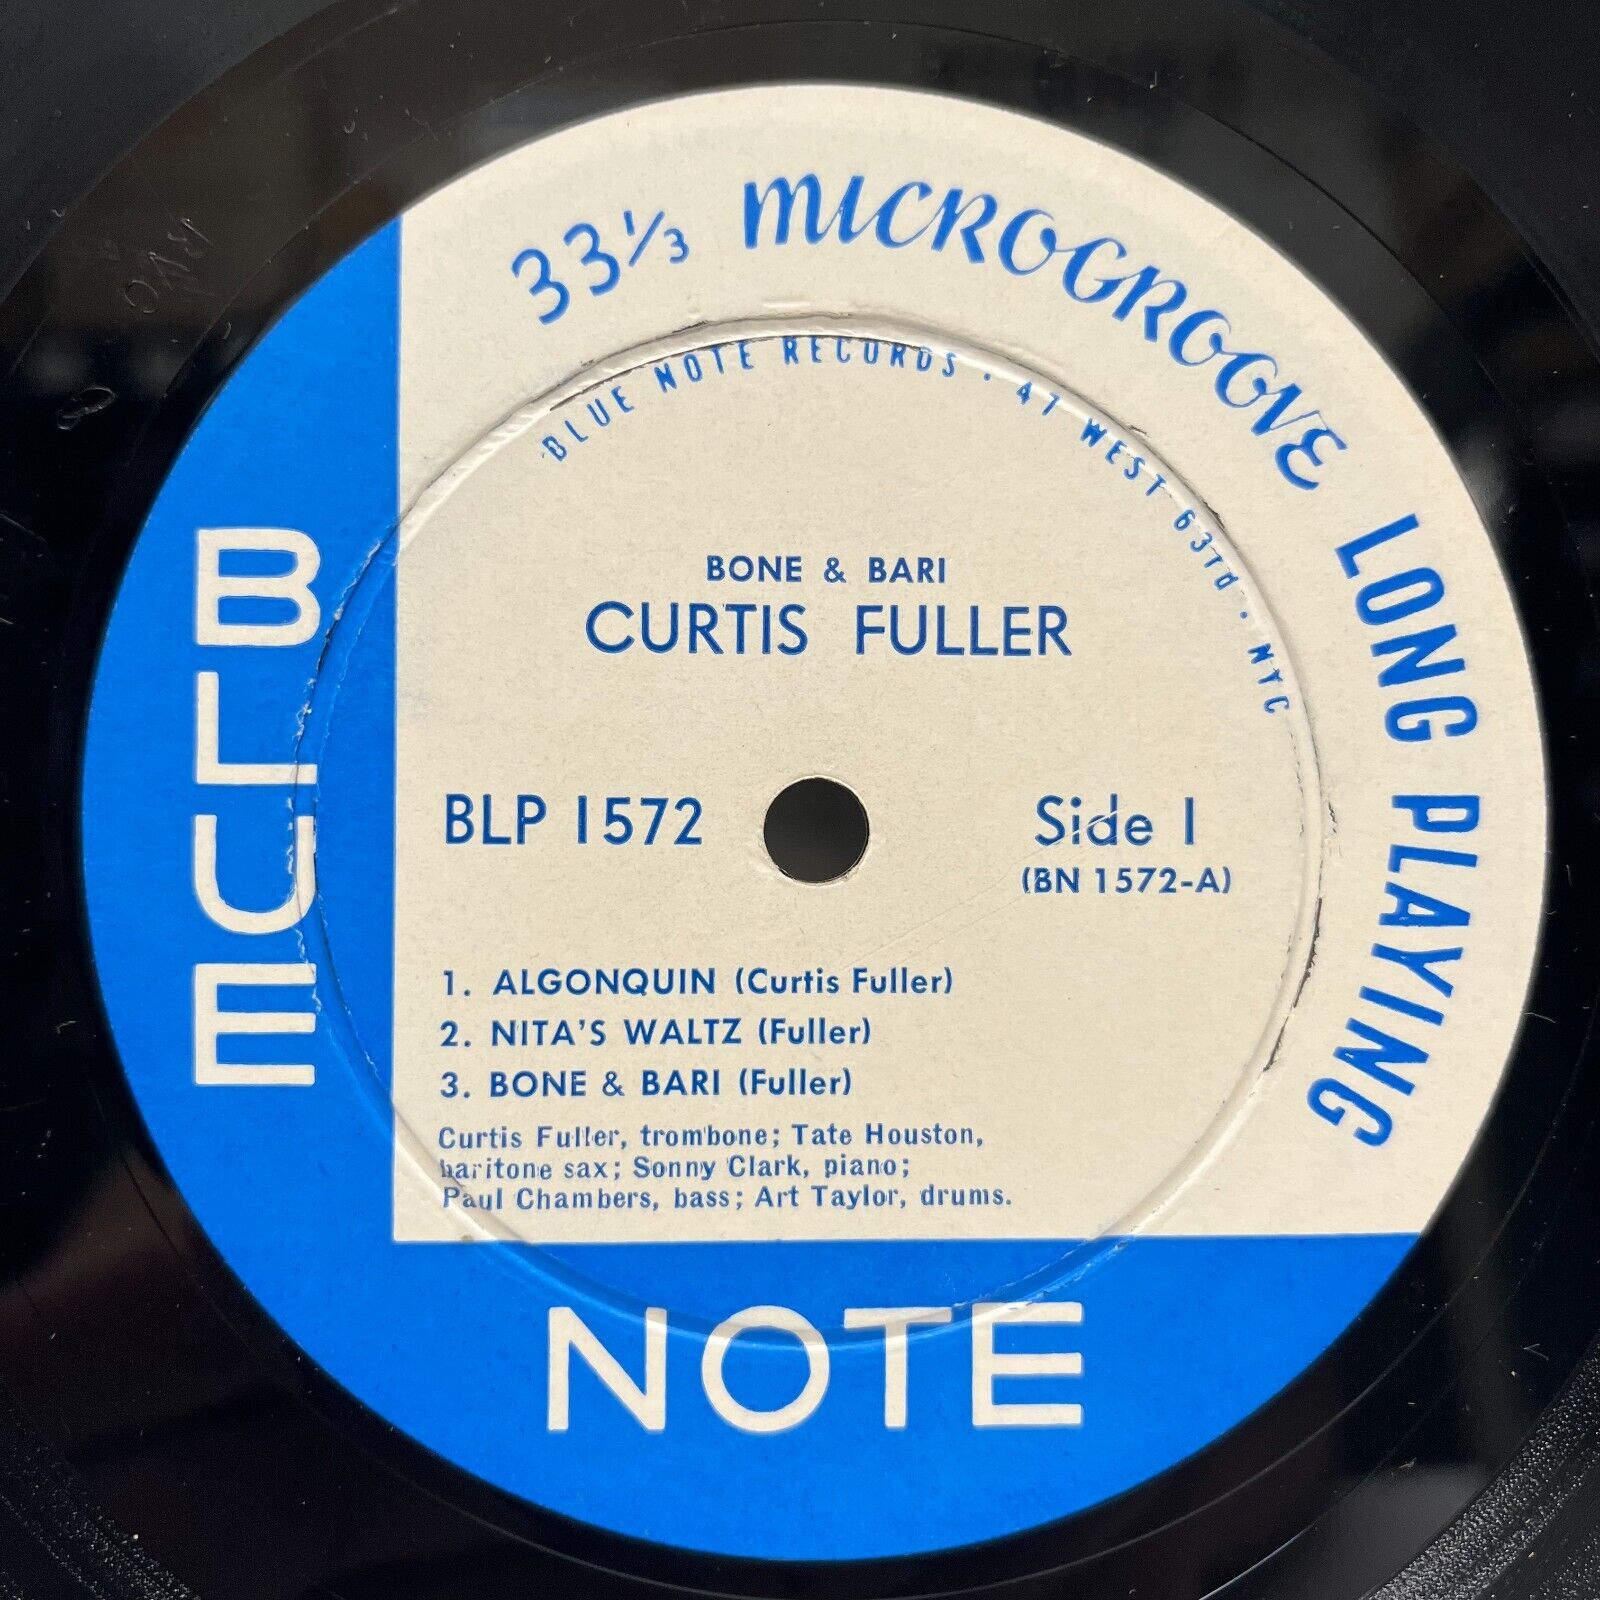 33⅓ MICROGROOVE LONG PLAYING
BLUE NOTE RECORDS · 47 WEST 63rd · NYC
BONE & BARI
CURTIS FULLER
BLP 1572
Side 1
(BN 1572-A)
1. ALGONQUIN (Curtis Fuller)
2. NITA'S WALTZ (Fuller)
3. BONE & BARI (Fuller)
Curtis Fuller, trombone; Tate Houston,
baritone sax; Sonny Clark, piano;
Paul Chambers, bass; Art Taylor, drums.
BLUE
NOTE